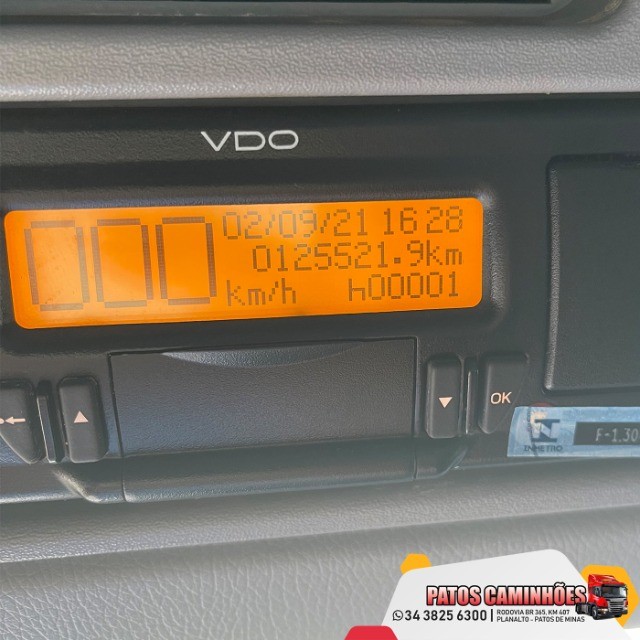 VDO
000
02/09/21 16 28
0125521.9km
km/h h00001
OK
INMETRO
F-1.30
PATOS CAMINHÕES
34 3825 6300 | RODOVIA BR 365, KM 407
PLANALTO - PATOS DE MINAS